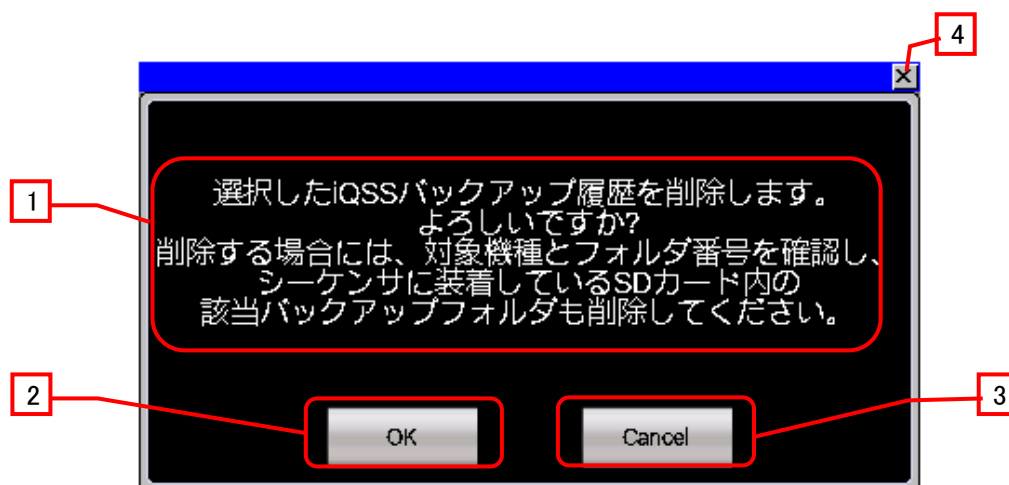 4
×
1
選択したiQSSバックアップ履歴を削除します。
よろしいですか?
削除する場合には、対象機種とフォルダ番号を確認し、
シーケンサに装着しているSDカード内の
該当バックアップフォルダも削除してください。
2
3
OK
Cancel